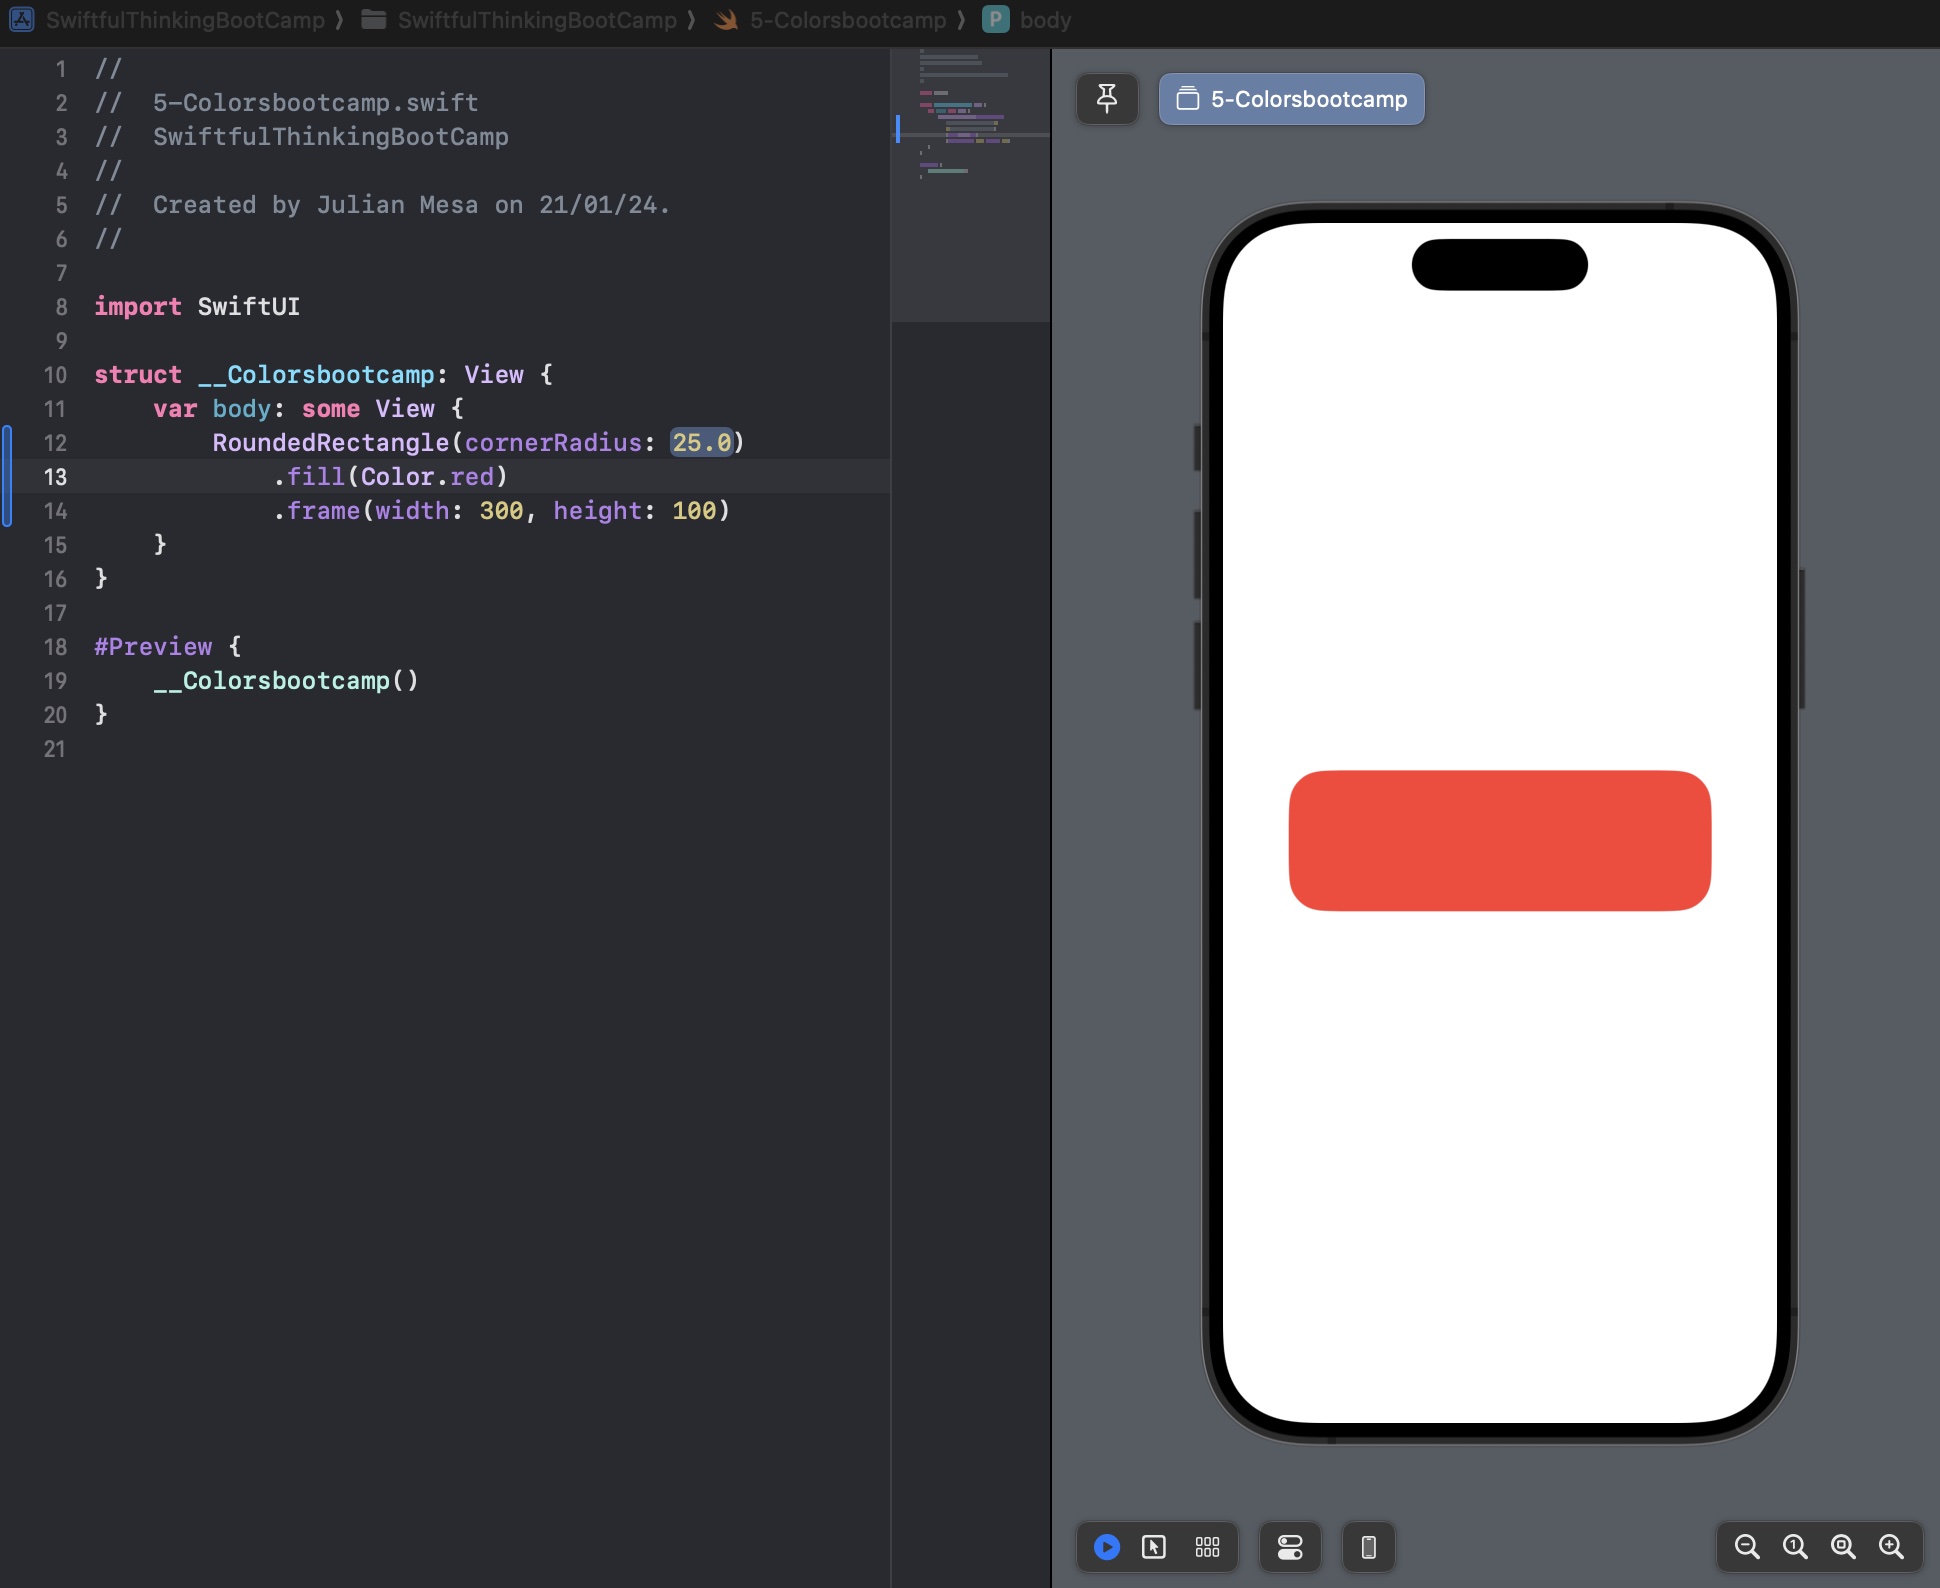 SwiftfulThinkingBootCamp ⟩ SwiftfulThinkingBootCamp ⟩ 5-Colorsbootcamp ⟩ P body
1 //
2 //  5-Colorsbootcamp.swift
3 //  SwiftfulThinkingBootCamp
4 //
5 //  Created by Julian Mesa on 21/01/24.
6 //
7
8 import SwiftUI
9
10 struct __Colorsbootcamp: View {
11     var body: some View {
12         RoundedRectangle(cornerRadius: 25.0)
13             .fill(Color.red)
14             .frame(width: 300, height: 100)
15     }
16 }
17
18 #Preview {
19     __Colorsbootcamp()
20 }
21
5-Colorsbootcamp
1